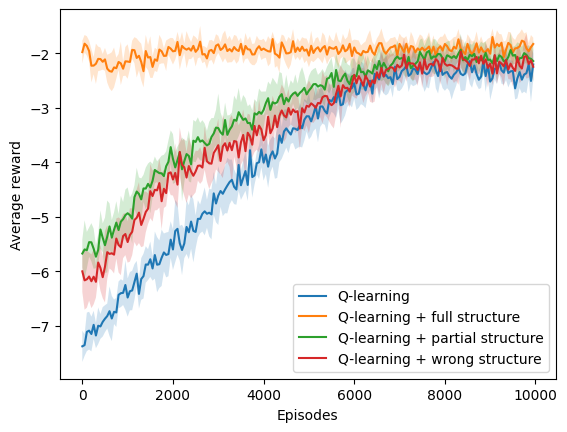 −2
−3
−4
−5
−6
−7
Average reward
0
2000
4000
6000
8000
10000
Episodes
Q-learning
Q-learning + full structure
Q-learning + partial structure
Q-learning + wrong structure